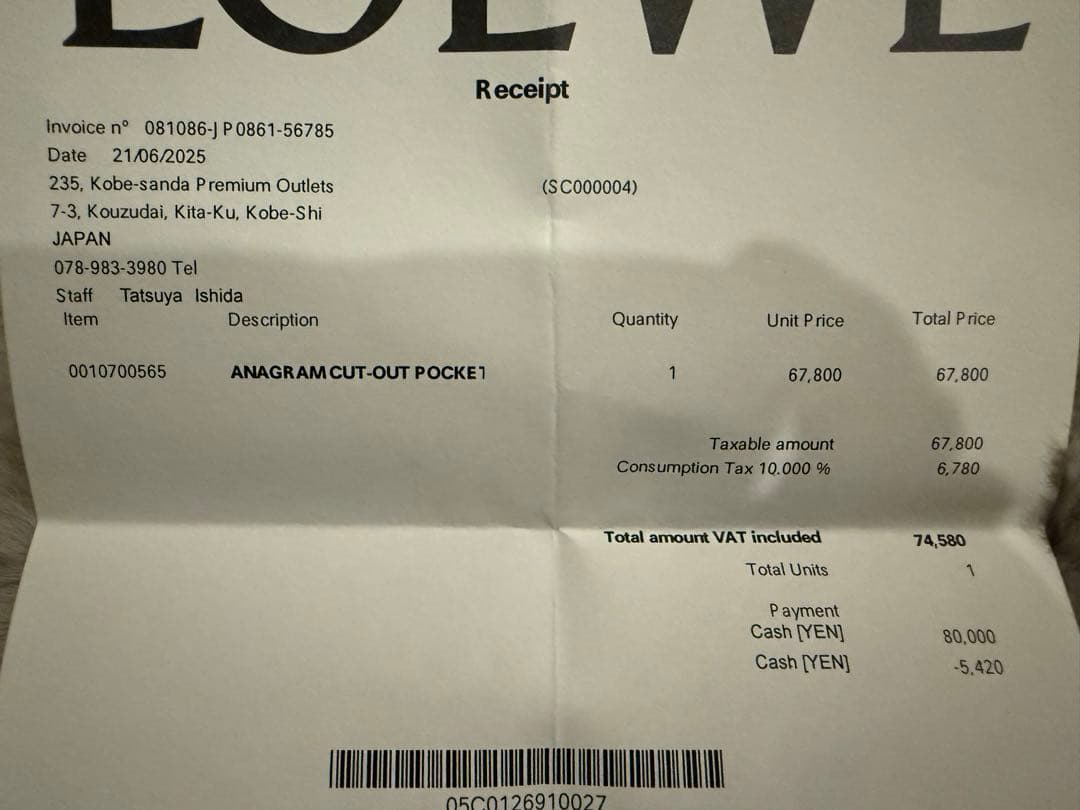 LOEWE
Receipt
Invoice nº 081086-JP0861-56785
Date 21/06/2025
235, Kobe-sanda Premium Outlets (SC000004)
7-3, Kouzudai, Kita-Ku, Kobe-Shi
JAPAN
078-983-3980 Tel
Staff Tatsuya Ishida
Item Description Quantity Unit Price Total Price
0010700565 ANAGRAM CUT-OUT POCKET 1 67,800 67,800
Taxable amount 67,800
Consumption Tax 10.000 % 6,780
Total amount VAT included 74,580
Total Units 1
Payment
Cash [YEN] 80,000
Cash [YEN] -5,420
05C0126910027